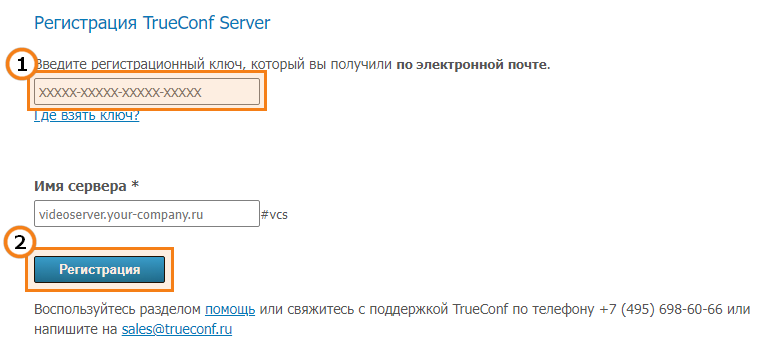 Регистрация TrueConf Server
1
Введите регистрационный ключ, который вы получили по электронной почте.
XXXXX-XXXXX-XXXXX-XXXXX
Где взять ключ?
Имя сервера *
videoserver.your-company.ru #vcs
2
Регистрация
Воспользуйтесь разделом помощь или свяжитесь с поддержкой TrueConf по телефону +7 (495) 698-60-66 или
напишите на sales@trueconf.ru